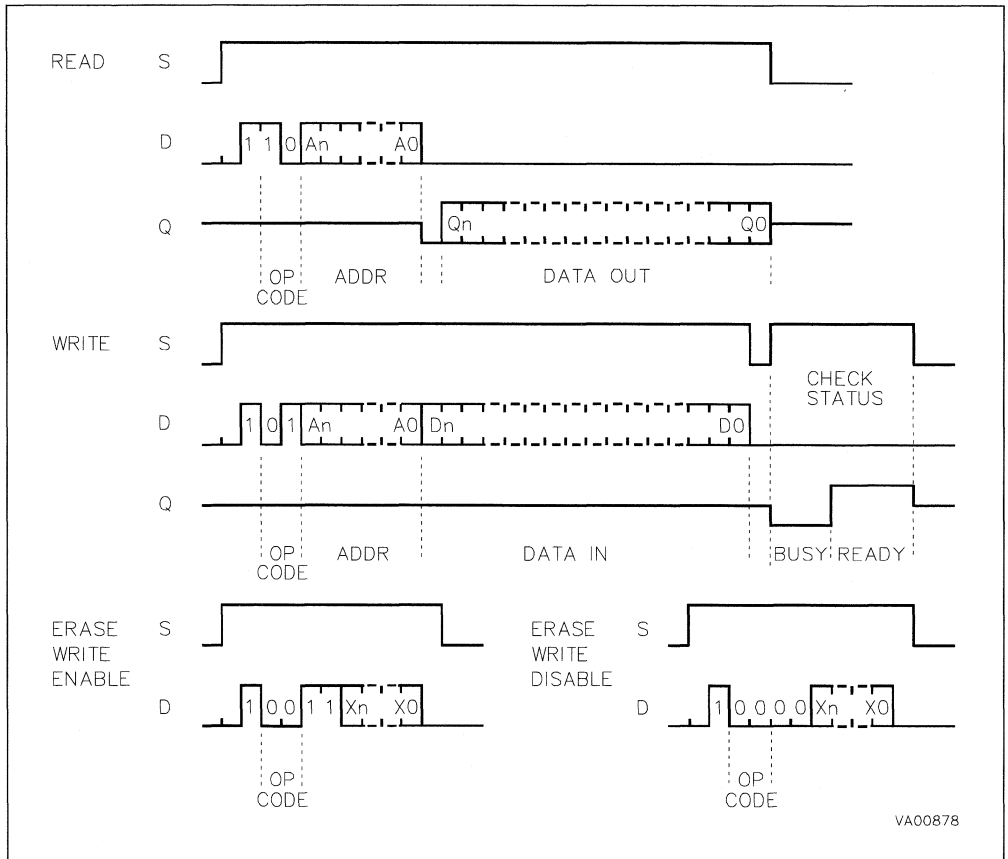 READ S
D 1 1 0 An A0
Q Qn Q0
OP CODE ADDR DATA OUT
WRITE S
CHECK STATUS
D 1 0 1 An A0 Dn D0
Q
OP CODE ADDR DATA IN BUSY READY
ERASE WRITE ENABLE S
D 1 0 0 1 1 Xn X0
OP CODE
ERASE WRITE DISABLE S
D 1 0 0 0 0 Xn X0
OP CODE
VA00878